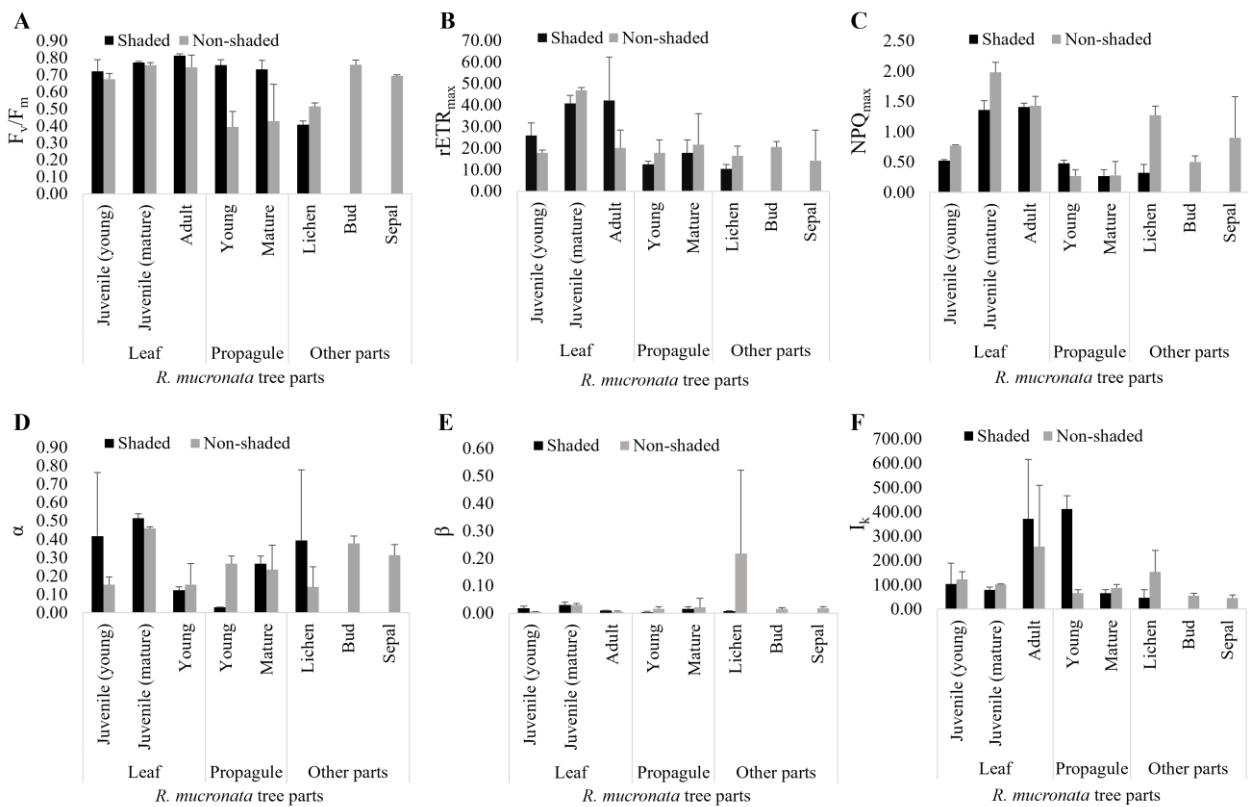 A
Shaded Non-shaded
Fv/Fm
0.90
0.80
0.70
0.60
0.50
0.40
0.30
0.20
0.10
0.00
Juvenile (young)
Juvenile (mature)
Adult
Young
Mature
Lichen
Bud
Sepal
Leaf Propagule Other parts
R. mucronata tree parts
B
Shaded Non-shaded
rETRmax
70.00
60.00
50.00
40.00
30.00
20.00
10.00
0.00
Juvenile (young)
Juvenile (mature)
Adult
Young
Mature
Lichen
Bud
Sepal
Leaf Propagule Other parts
R. mucronata tree parts
C
Shaded Non-shaded
NPQmax
2.50
2.00
1.50
1.00
0.50
0.00
Juvenile (young)
Juvenile (mature)
Adult
Young
Mature
Lichen
Bud
Sepal
Leaf Propagule Other parts
R. mucronata tree parts
D
Shaded Non-shaded
α
0.90
0.80
0.70
0.60
0.50
0.40
0.30
0.20
0.10
0.00
Juvenile (young)
Juvenile (mature)
Young
Young
Mature
Lichen
Bud
Sepal
Leaf Propagule Other parts
R. mucronata tree parts
E
Shaded Non-shaded
β
0.60
0.50
0.40
0.30
0.20
0.10
0.00
Juvenile (young)
Juvenile (mature)
Adult
Young
Mature
Lichen
Bud
Sepal
Leaf Propagule Other parts
R. mucronata tree parts
F
Shaded Non-shaded
Ik
700.00
600.00
500.00
400.00
300.00
200.00
100.00
0.00
Juvenile (young)
Juvenile (mature)
Adult
Young
Mature
Lichen
Bud
Sepal
Leaf Propagule Other parts
R. mucronata tree parts